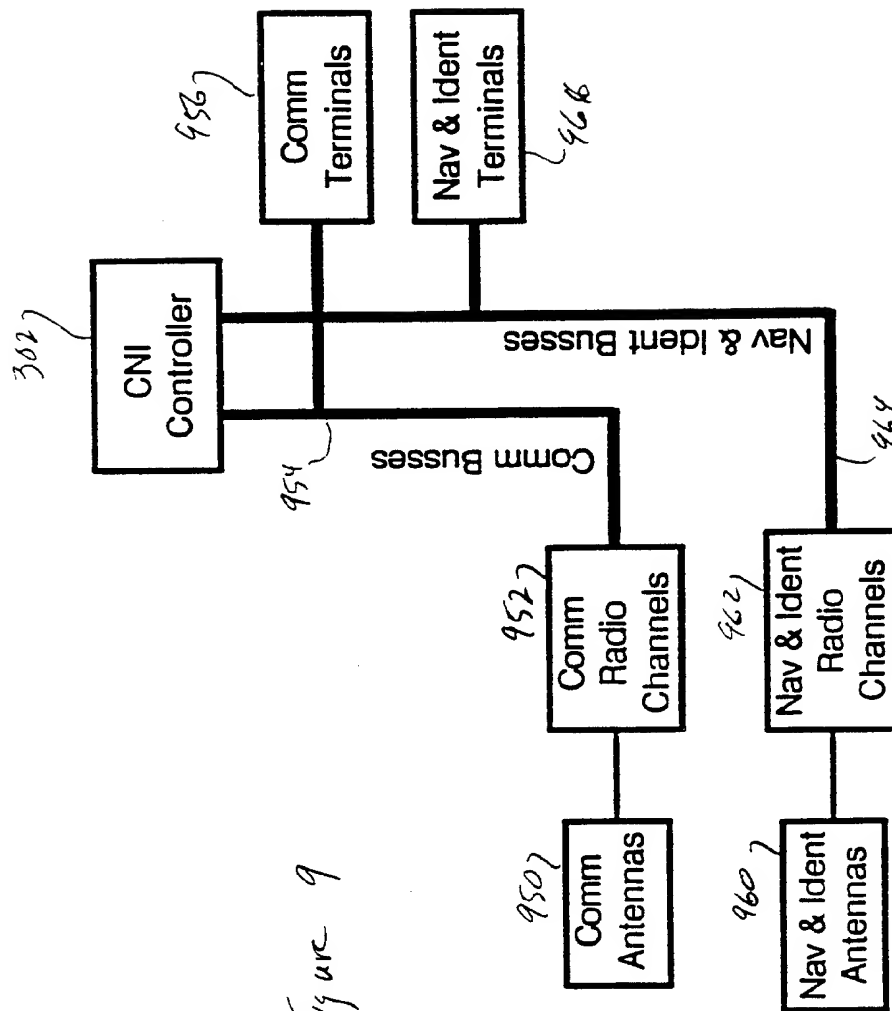 302
CNI
Controller
956
Comm
Terminals
Nav & Ident
Terminals
966
954
Comm Busses
Nav & Ident Busses
964
952
Comm
Radio
Channels
962
Nav & Ident
Radio
Channels
950
Comm
Antennas
960
Nav & Ident
Antennas
igure 9